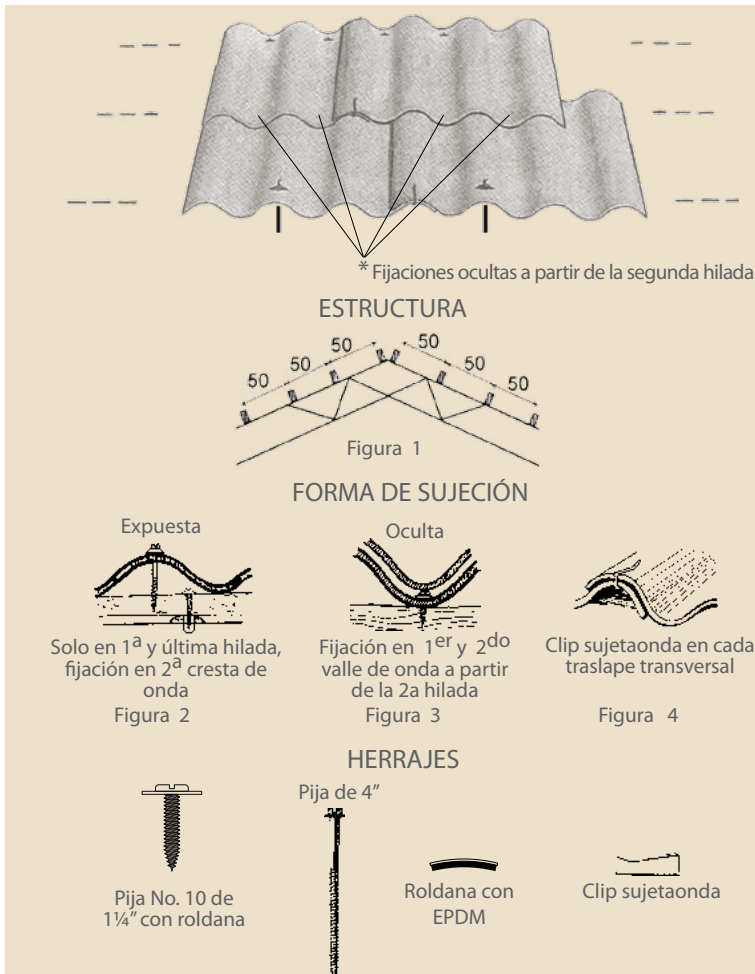 * Fijaciones ocultas a partir de la segunda hilada
ESTRUCTURA
50
50
50
50
50
50
Figura 1
FORMA DE SUJECIÓN
Expuesta
Solo en 1ª y última hilada,
fijación en 2ª cresta de
onda
Figura 2
Oculta
Fijación en 1er y 2do
valle de onda a partir
de la 2a hilada
Figura 3
Clip sujetaonda en cada
traslape transversal
Figura 4
HERRAJES
Pija No. 10 de
1¼" con roldana
Pija de 4"
Roldana con
EPDM
Clip sujetaonda